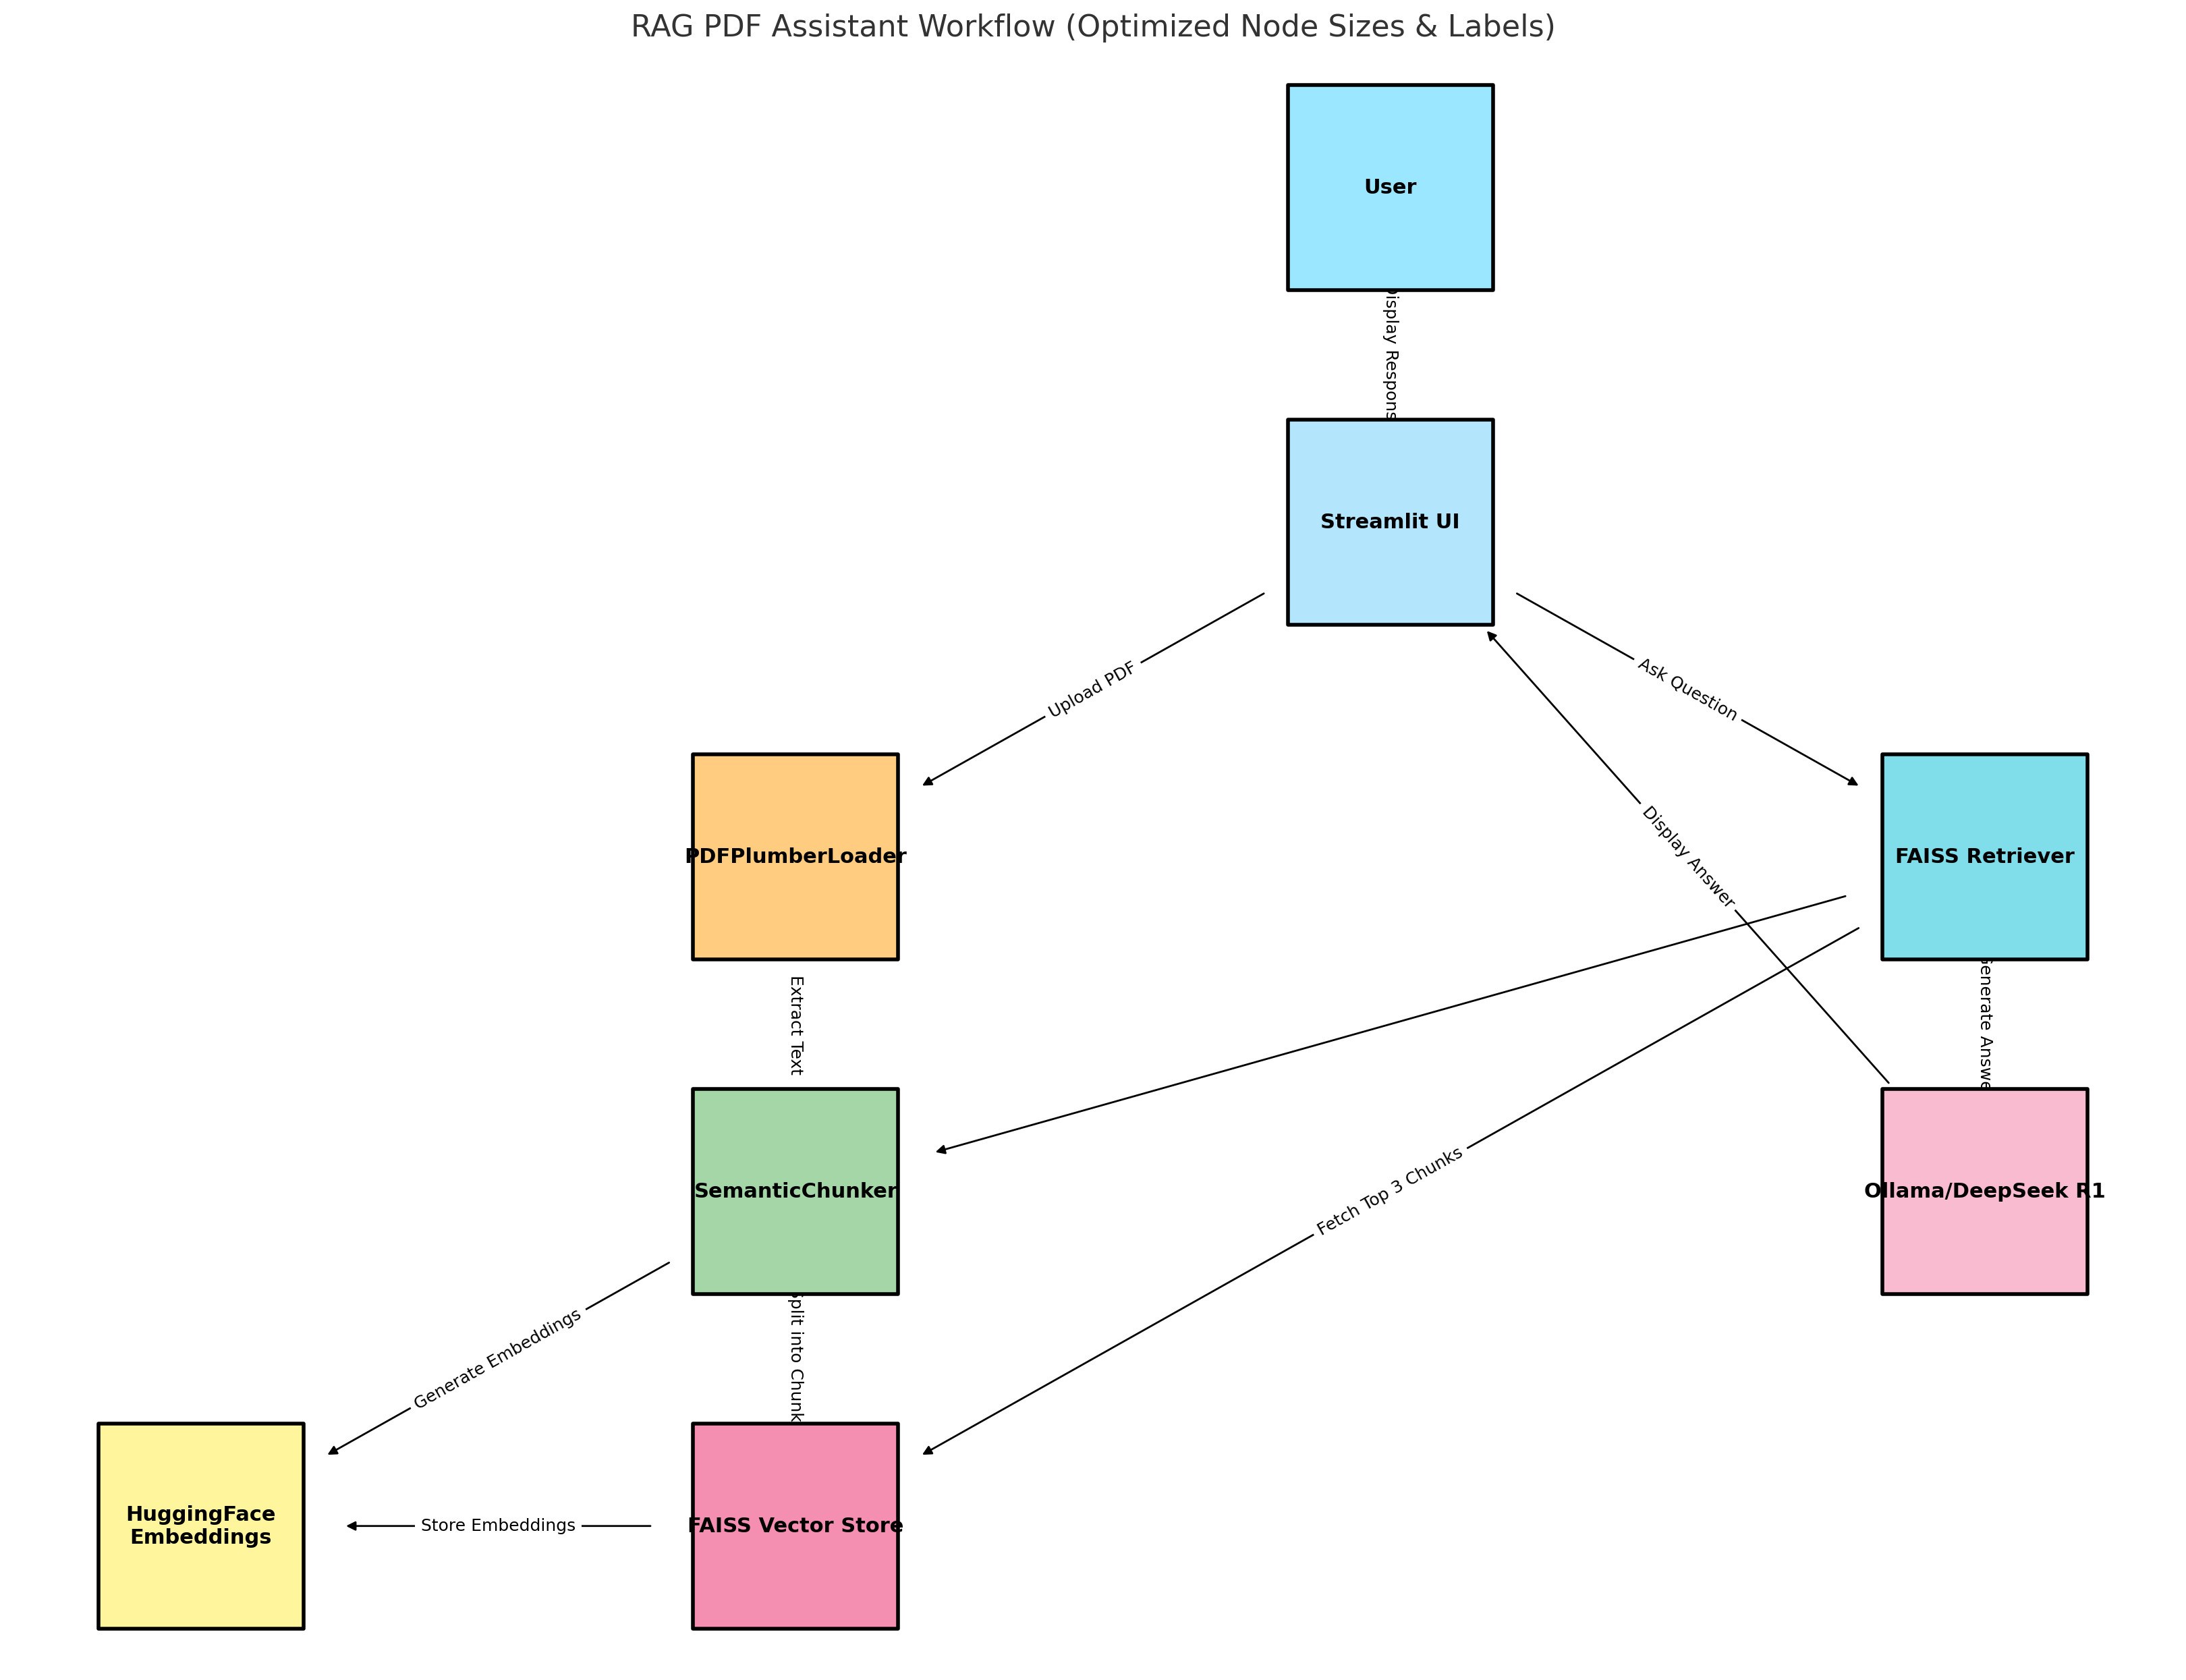 RAG PDF Assistant Workflow (Optimized Node Sizes & Labels)
User
Display Respons
Streamlit UI
Upload PDF
Ask Question
PDFPlumberLoader
Display Answer
FAISS Retriever
Extract Text
Generate Answe
SemanticChunker
Fetch Top 3 Chunks
Ollama/DeepSeek R1
Generate Embeddings
Split into Chunk
HuggingFace
Embeddings
Store Embeddings
FAISS Vector Store